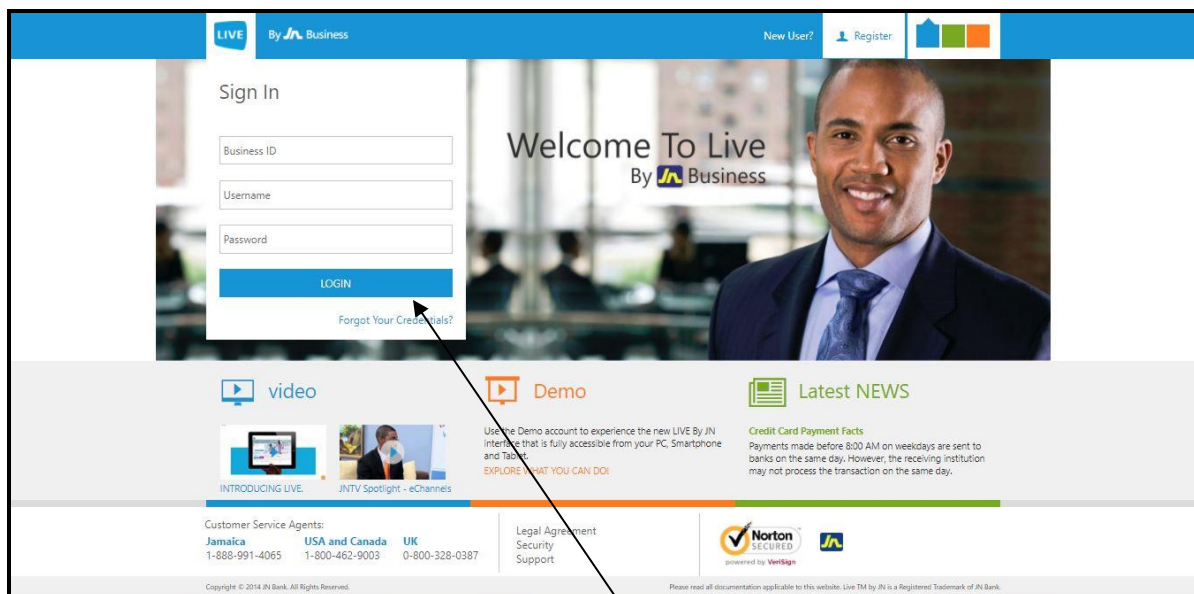 LIVE By JN Business
New User? Register
Sign In
Business ID
Username
Password
LOGIN
Forgot Your Credentials?
Welcome To Live
By JN Business
video
INTRODUCING LIVE.
JNTV Spotlight - eChannels
Demo
Use the Demo account to experience the new LIVE By JN
interface that is fully accessible from your PC, Smartphone
and Tablet.
EXPLORE WHAT YOU CAN DO!
Latest NEWS
Credit Card Payment Facts
Payments made before 8:00 AM on weekdays are sent to
banks on the same day. However, the receiving institution
may not process the transaction on the same day.
Customer Service Agents:
Jamaica USA and Canada UK
1-888-991-4065 1-800-462-9003 0-800-328-0387
Legal Agreement
Security
Support
Norton
SECURED
powered by VeriSign
JN
Copyright © 2014 JN Bank. All Rights Reserved.
Please read all documentation applicable to this website. Live TM by JN is a Registered Trademark of JN Bank.